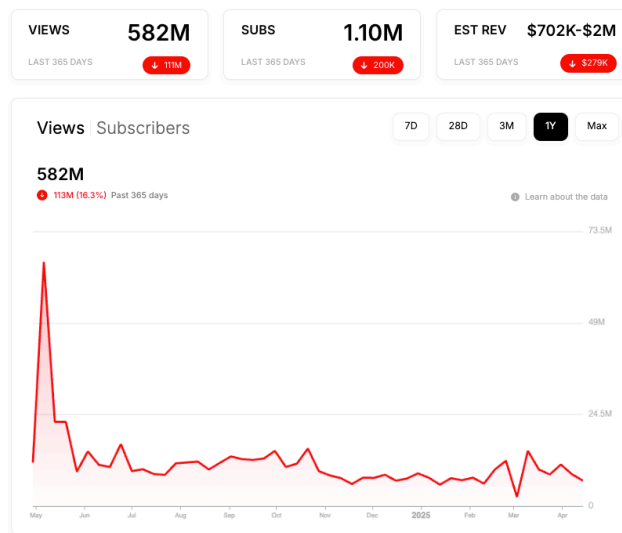 VIEWS 582M
LAST 365 DAYS ↓ 111M
SUBS 1.10M
LAST 365 DAYS ↓ 200K
EST REV $702K-$2M
LAST 365 DAYS ↓ $279K
Views | Subscribers
7D 28D 3M 1Y Max
582M
113M (16.3%) Past 365 days
Learn about the data
73.5M
49M
24.5M
0
May Jun Jul Aug Sep Oct Nov Dec 2025 Feb Mar Apr